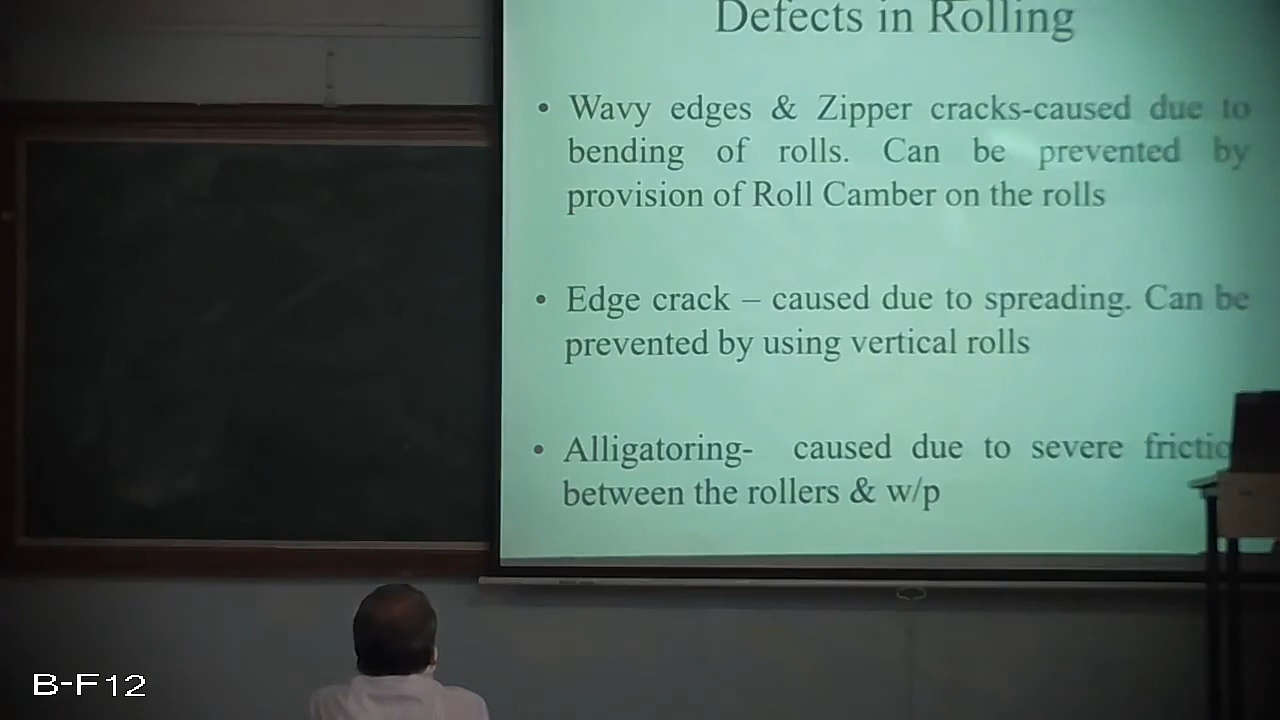 Defects in Rolling
• Wavy edges & Zipper cracks-caused due to
bending of rolls. Can be prevented by
provision of Roll Camber on the rolls
• Edge crack – caused due to spreading. Can be
prevented by using vertical rolls
• Alligatoring- caused due to severe frictio
between the rollers & w/p
B-F12